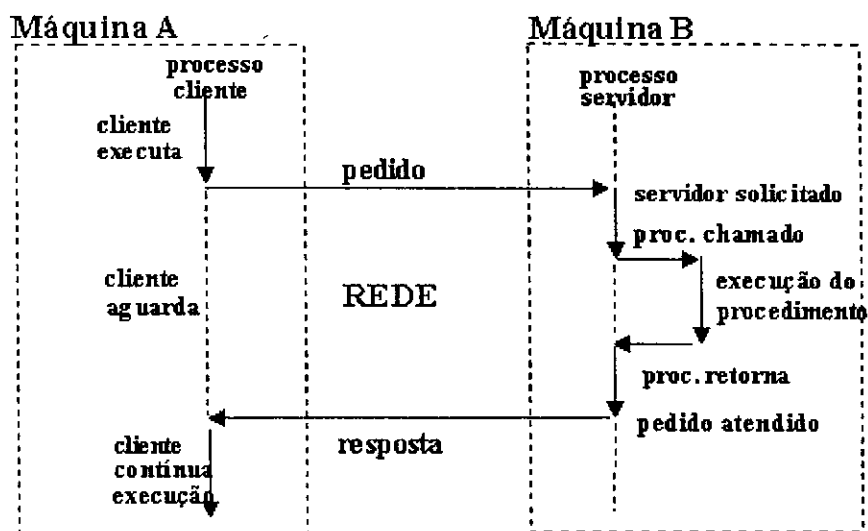 Máquina A
Máquina B
processo
cliente
processo
servidor
cliente
executa
pedido
servidor solicitado
proc. chamado
cliente
aguarda
REDE
execução do
procedimento
proc. retorna
resposta
pedido atendido
cliente
contínua
execução